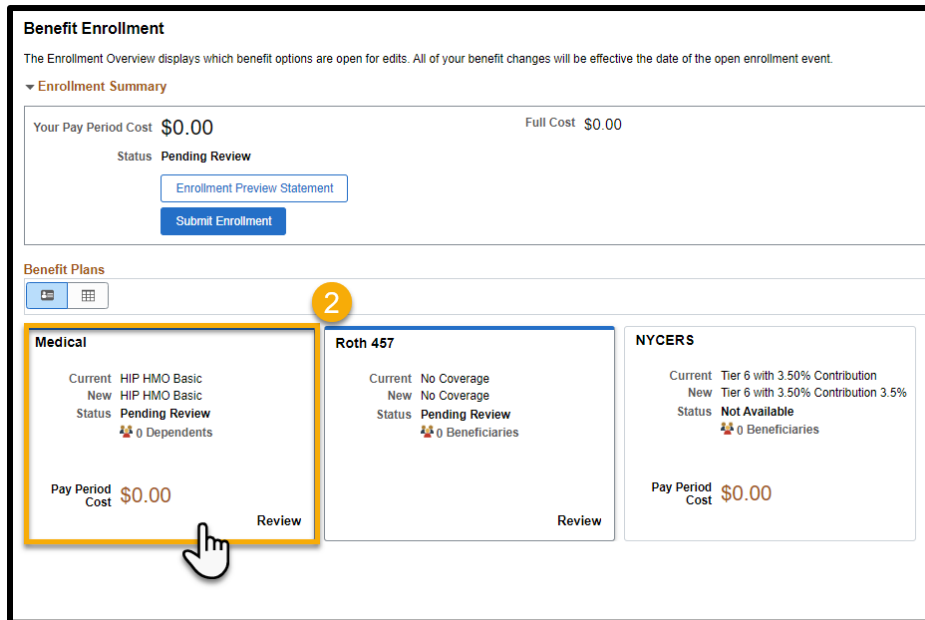 Benefit Enrollment
The Enrollment Overview displays which benefit options are open for edits. All of your benefit changes will be effective the date of the open enrollment event.
Enrollment Summary
Your Pay Period Cost $0.00
Full Cost $0.00
Status Pending Review
Enrollment Preview Statement
Submit Enrollment
Benefit Plans
2
Medical
Current HIP HMO Basic
New HIP HMO Basic
Status Pending Review
0 Dependents
Pay Period
Cost $0.00
Review
Roth 457
Current No Coverage
New No Coverage
Status Pending Review
0 Beneficiaries
Review
NYCERS
Current Tier 6 with 3.50% Contribution
New Tier 6 with 3.50% Contribution 3.5%
Status Not Available
0 Beneficiaries
Pay Period
Cost $0.00